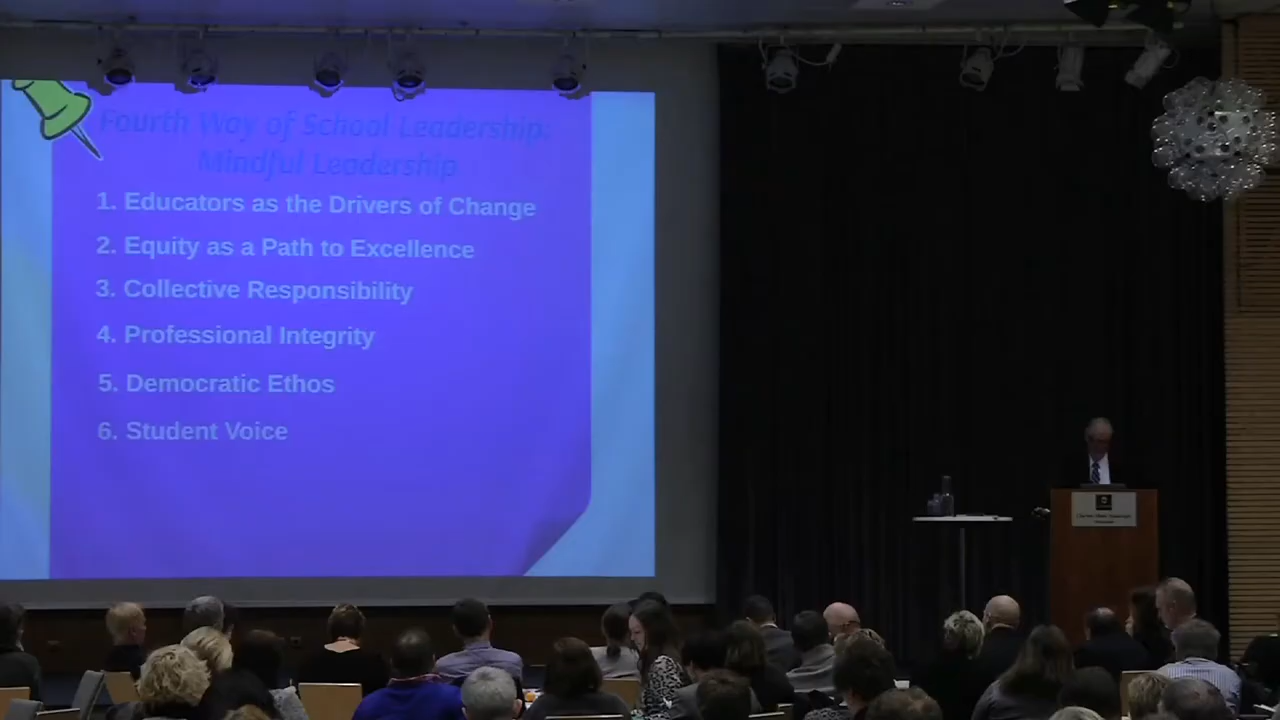 Fourth Way of School Leadership:
Mindful Leadership
1. Educators as the Drivers of Change
2. Equity as a Path to Excellence
3. Collective Responsibility
4. Professional Integrity
5. Democratic Ethos
6. Student Voice